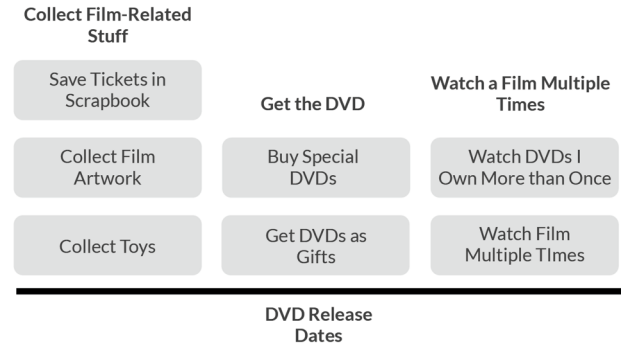 Collect Film-Related
Stuff
Save Tickets in
Scrapbook
Collect Film
Artwork
Collect Toys
Get the DVD
Buy Special
DVDs
Get DVDs as
Gifts
Watch a Film Multiple
Times
Watch DVDs I
Own More than Once
Watch Film
Multiple TImes
DVD Release
Dates